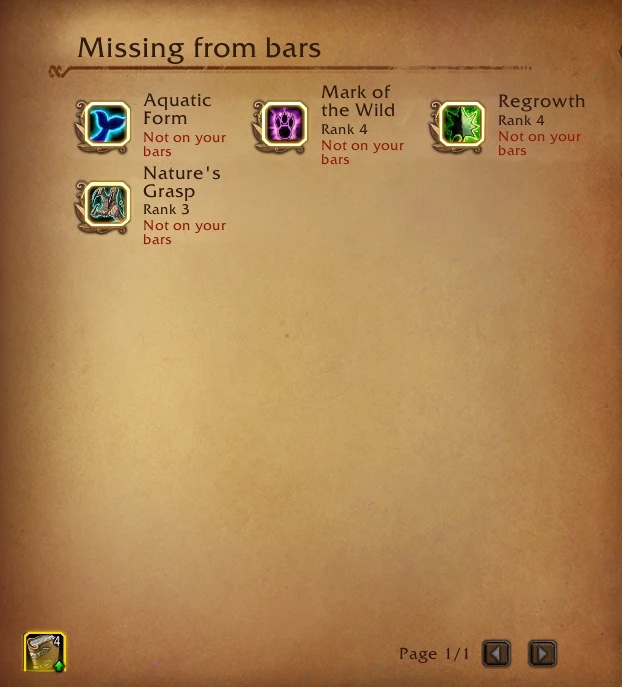 Missing from bars
Aquatic
Form
Not on your
bars
Mark of
the Wild
Rank 4
Not on your
bars
Regrowth
Rank 4
Not on your
bars
Nature's
Grasp
Rank 3
Not on your
bars
4
Page 1/1